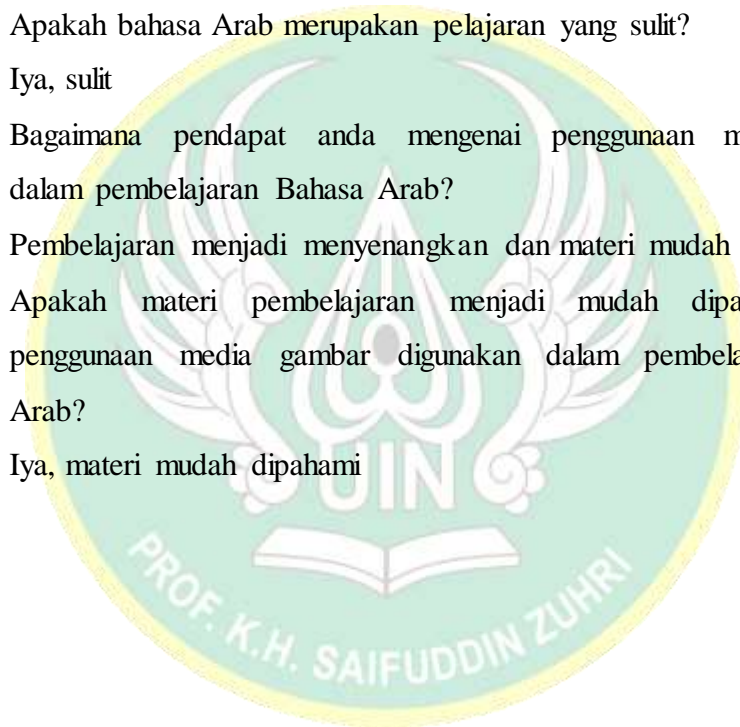 Apakah bahasa Arab merupakan pelajaran yang sulit?
Iya, sulit
Bagaimana pendapat anda mengenai penggunaan m
dalam pembelajaran Bahasa Arab?
Pembelajaran menjadi menyenangkan dan materi mudah
Apakah materi pembelajaran menjadi mudah dipa
penggunaan media gambar digunakan dalam pembela
Arab?
Iya, materi mudah dipahami
UIN
PROF. K.H. SAIFUDDIN ZUHRI